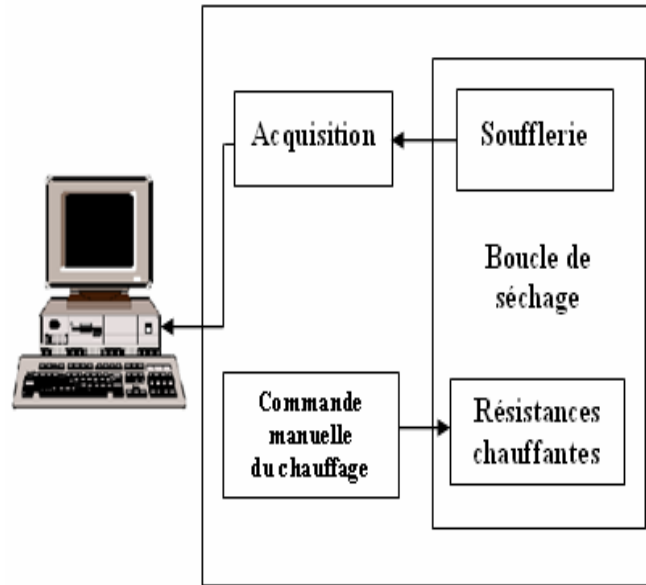 Acquisition
Soufflerie
Boucle de
séchage
Commande
manuelle
du chauffage
Résistances
chauffantes